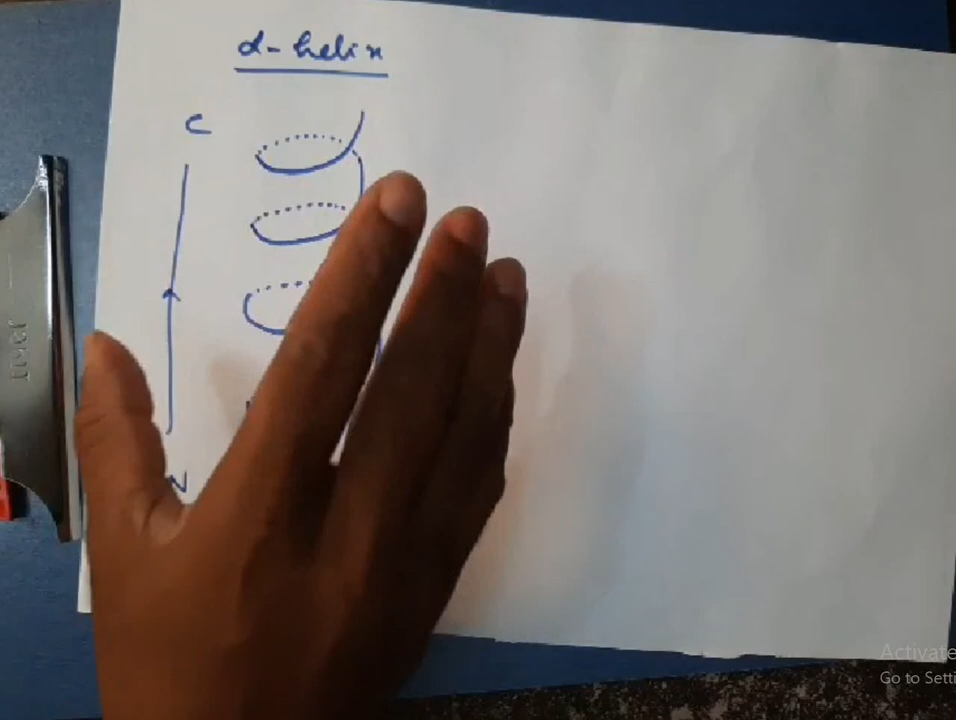 α-helix
C
N
Activate
Go to Setti